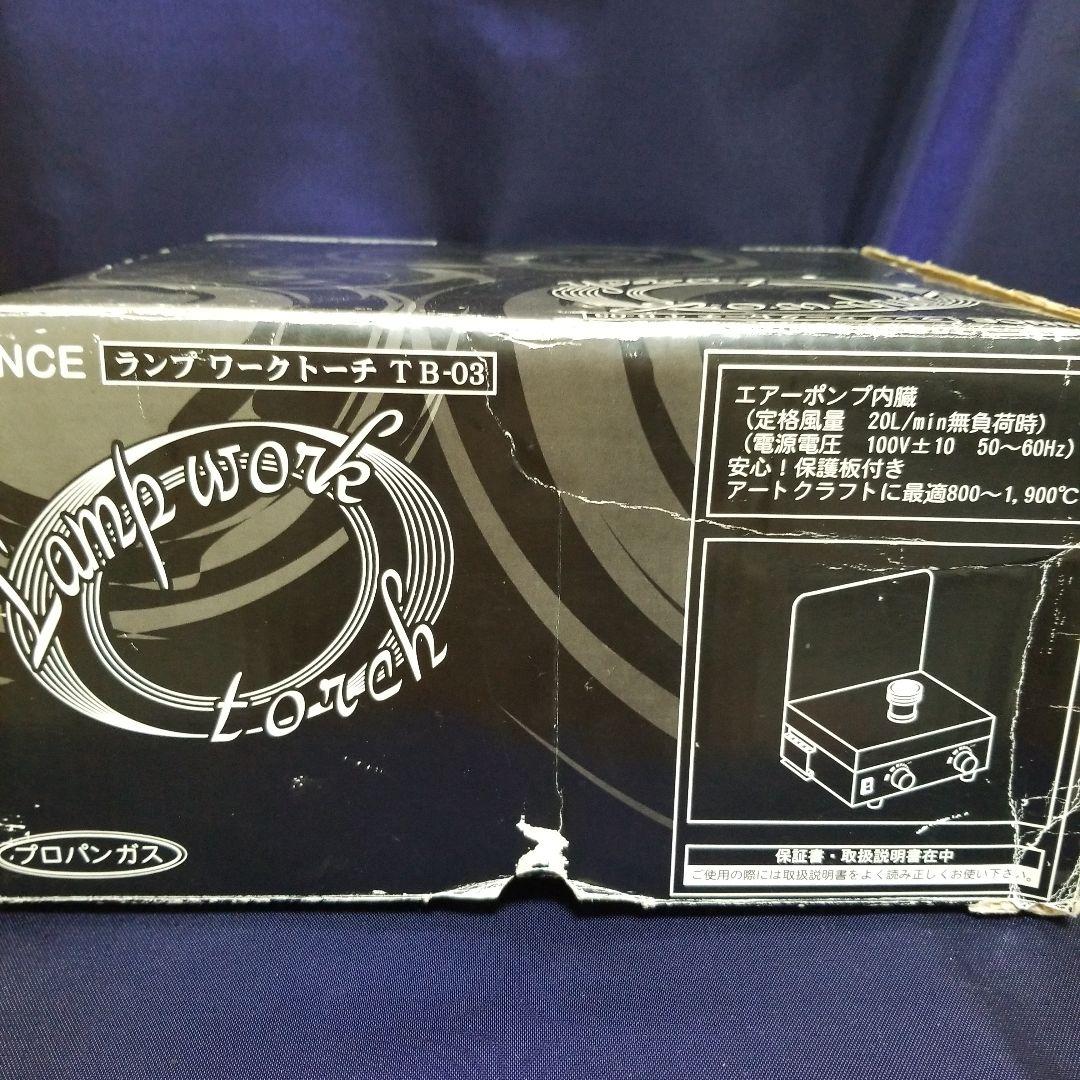 NCE
ランプワークトーチ TB-03
Lampwork
torch
プロパンガス
エアーポンプ内臓
(定格風量 20L/min無負荷時)
(電源電圧 100V±10 50〜60Hz)
安心！保護板付き
アートクラフトに最適800〜1,900℃
保証書・取扱説明書在中
ご使用の際には取扱説明書をよく読み正しくお使い下さい。